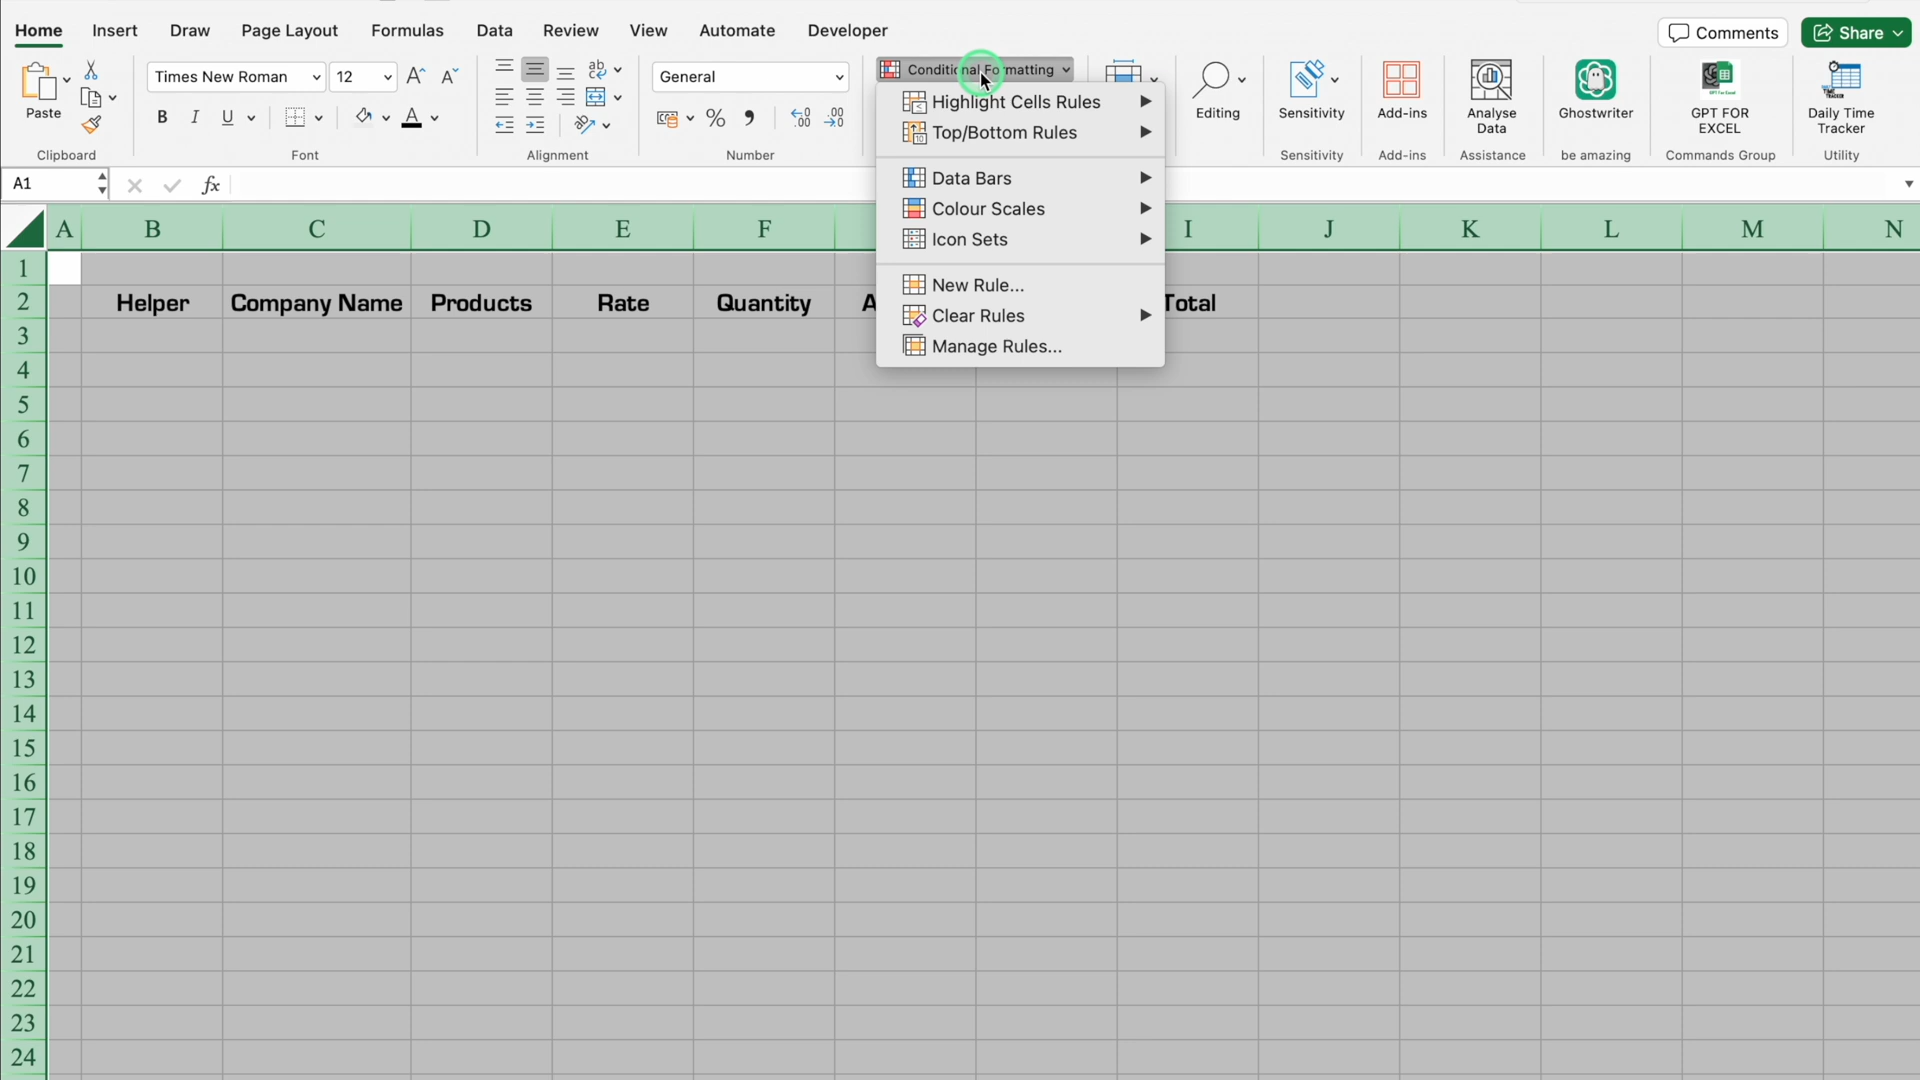 Home Insert Draw Page Layout Formulas Data Review View Automate Developer Comments Share
Times New Roman 12 General Conditional Formatting
Paste Editing Sensitivity Add-ins Analyse Data Ghostwriter GPT FOR EXCEL Daily Time Tracker
Clipboard Font Alignment Number Sensitivity Add-ins Assistance be amazing Commands Group Utility
Highlight Cells Rules
Top/Bottom Rules
Data Bars
Colour Scales
Icon Sets
New Rule...
Clear Rules
Manage Rules...
A1 fx
A B C D E F I J K L M N
1
2 Helper Company Name Products Rate Quantity Total
3
4
5
6
7
8
9
10
11
12
13
14
15
16
17
18
19
20
21
22
23
24